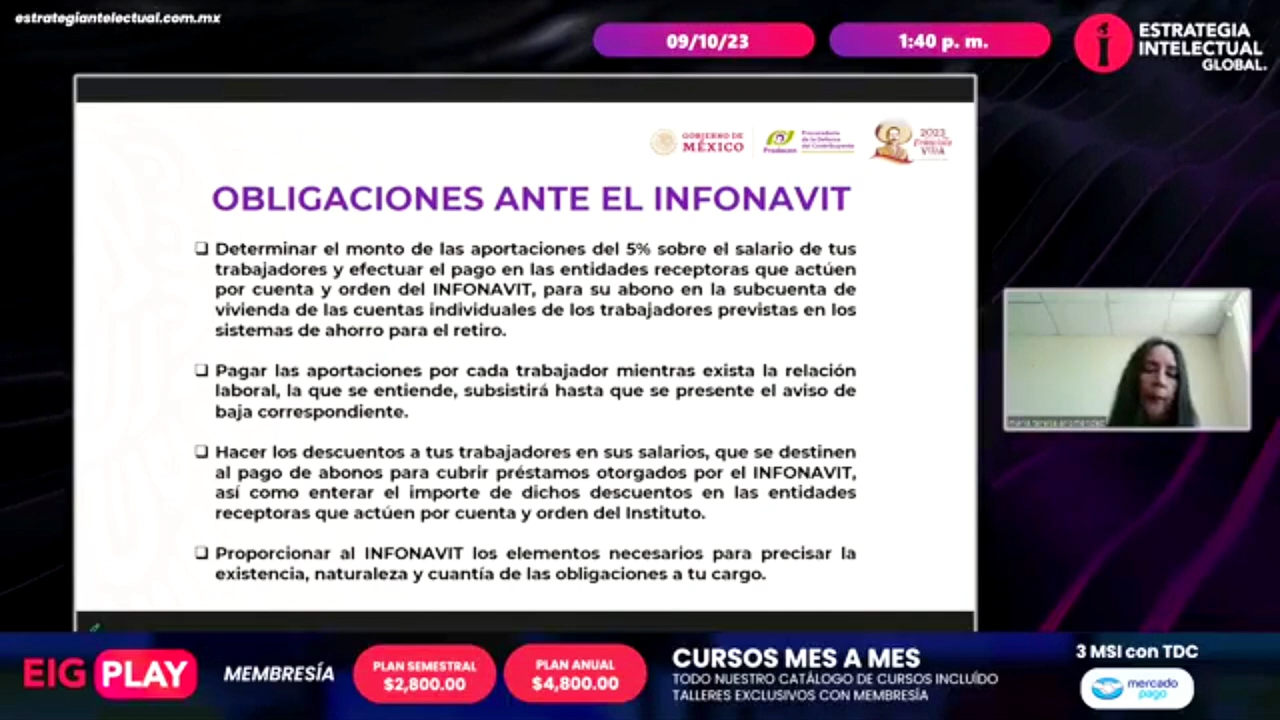 estrategiantelectual.com.mx
09/10/23
1:40 p. m.
ESTRATEGIA
INTELECTUAL
GLOBAL.
GOBIERNO DE
MÉXICO
Prodecon
Procuraduría
de la Defensa
del Contribuyente
2023
Francisco
VILLA
OBLIGACIONES ANTE EL INFONAVIT
❑ Determinar el monto de las aportaciones del 5% sobre el salario de tus
trabajadores y efectuar el pago en las entidades receptoras que actúen
por cuenta y orden del INFONAVIT, para su abono en la subcuenta de
vivienda de las cuentas individuales de los trabajadores previstas en los
sistemas de ahorro para el retiro.
❑ Pagar las aportaciones por cada trabajador mientras exista la relación
laboral, la que se entiende, subsistirá hasta que se presente el aviso de
baja correspondiente.
❑ Hacer los descuentos a tus trabajadores en sus salarios, que se destinen
al pago de abonos para cubrir préstamos otorgados por el INFONAVIT,
así como enterar el importe de dichos descuentos en las entidades
receptoras que actúen por cuenta y orden del Instituto.
❑ Proporcionar al INFONAVIT los elementos necesarios para precisar la
existencia, naturaleza y cuantía de las obligaciones a tu cargo.
EIG PLAY
MEMBRESÍA
PLAN SEMESTRAL
$2,800.00
PLAN ANUAL
$4,800.00
CURSOS MES A MES
TODO NUESTRO CATÁLOGO DE CURSOS INCLUÍDO
TALLERES EXCLUSIVOS CON MEMBRESÍA
3 MSI con TDC
mercado
pago